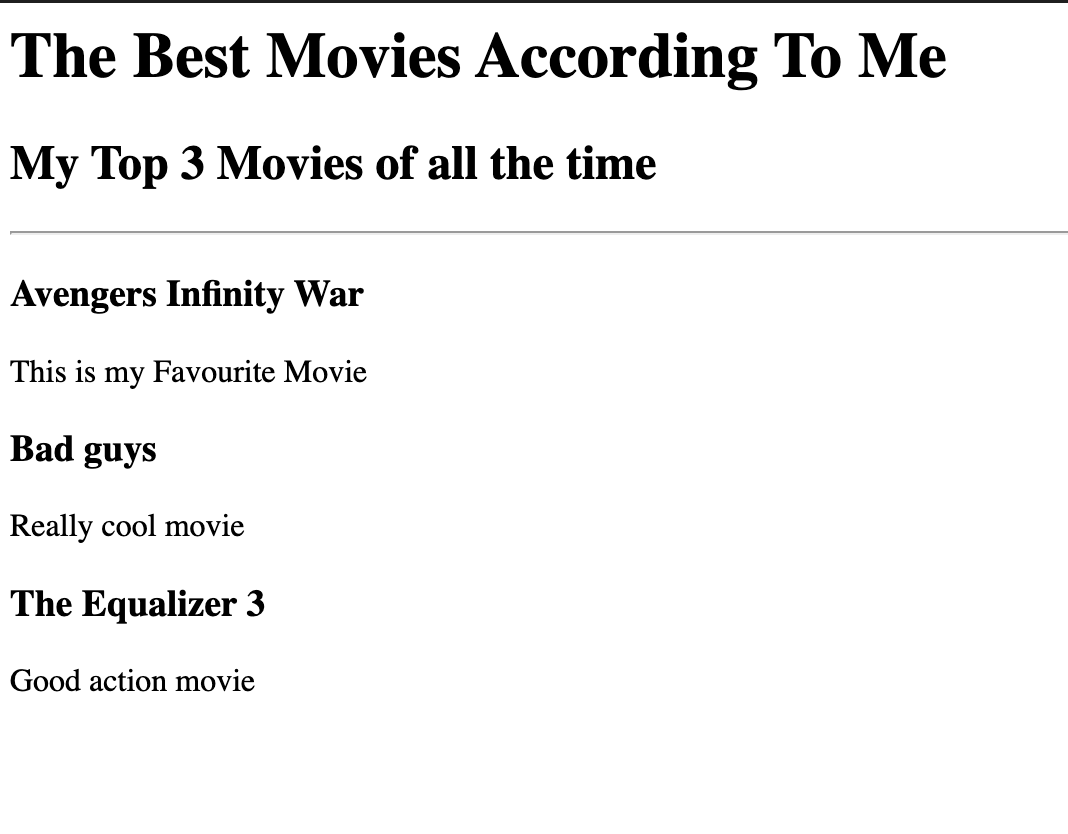 The Best Movies According To Me
My Top 3 Movies of all the time
Avengers Infinity War
This is my Favourite Movie
Bad guys
Really cool movie
The Equalizer 3
Good action movie